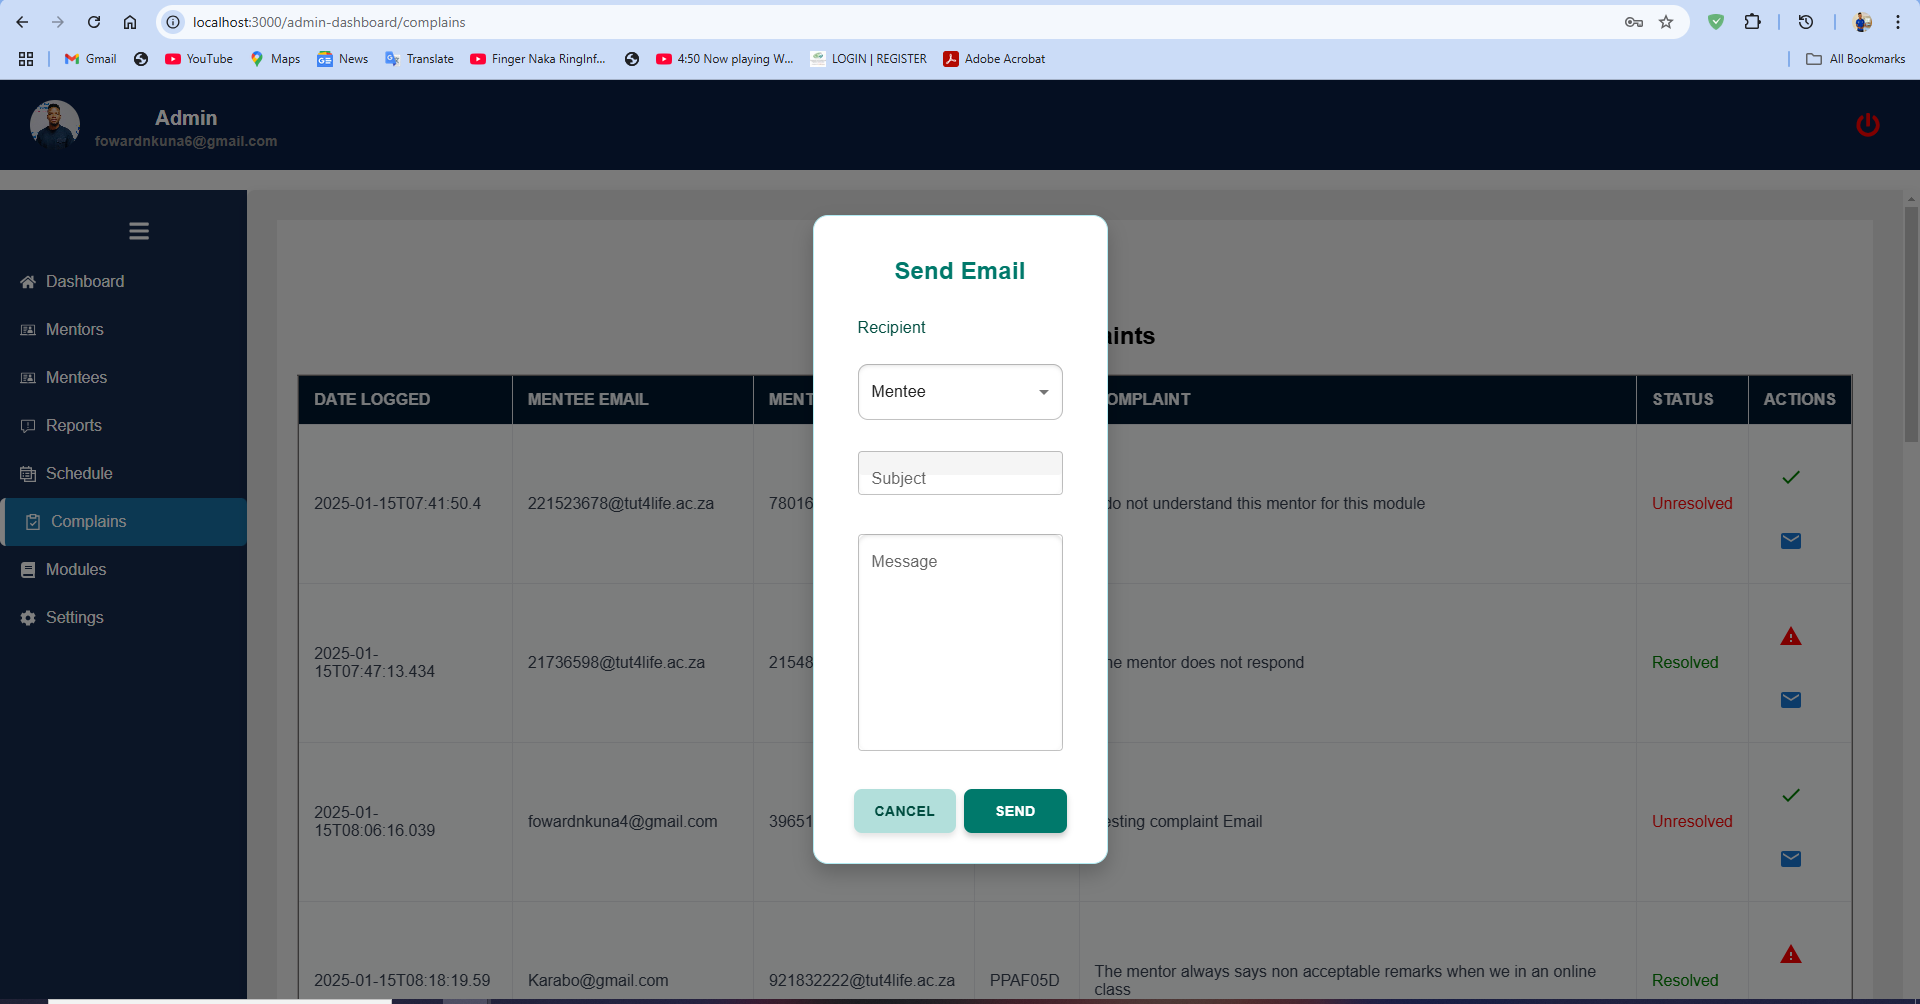 localhost:3000/admin-dashboard/complains
Gmail
YouTube
Maps
News
Translate
Finger Naka RingInf...
4:50 Now playing W...
LOGIN | REGISTER
Adobe Acrobat
All Bookmarks
Admin
fowardnkuna6@gmail.com
Dashboard
Mentors
Mentees
Reports
Schedule
Complains
Modules
Settings
aints
DATE LOGGED MENTEE EMAIL MENT OMPLAINT STATUS ACTIONS
2025-01-15T07:41:50.4 221523678@tut4life.ac.za 78016 do not understand this mentor for this module Unresolved
2025-01-
15T07:47:13.434 21736598@tut4life.ac.za 21548 he mentor does not respond Resolved
2025-01-
15T08:06:16.039 fowardnkuna4@gmail.com 39651 esting complaint Email Unresolved
2025-01-15T08:18:19.59 Karabo@gmail.com 921832222@tut4life.ac.za PPAF05D The mentor always says non acceptable remarks when we in an online
class Resolved
Send Email
Recipient
Mentee
Subject
Message
CANCEL SEND